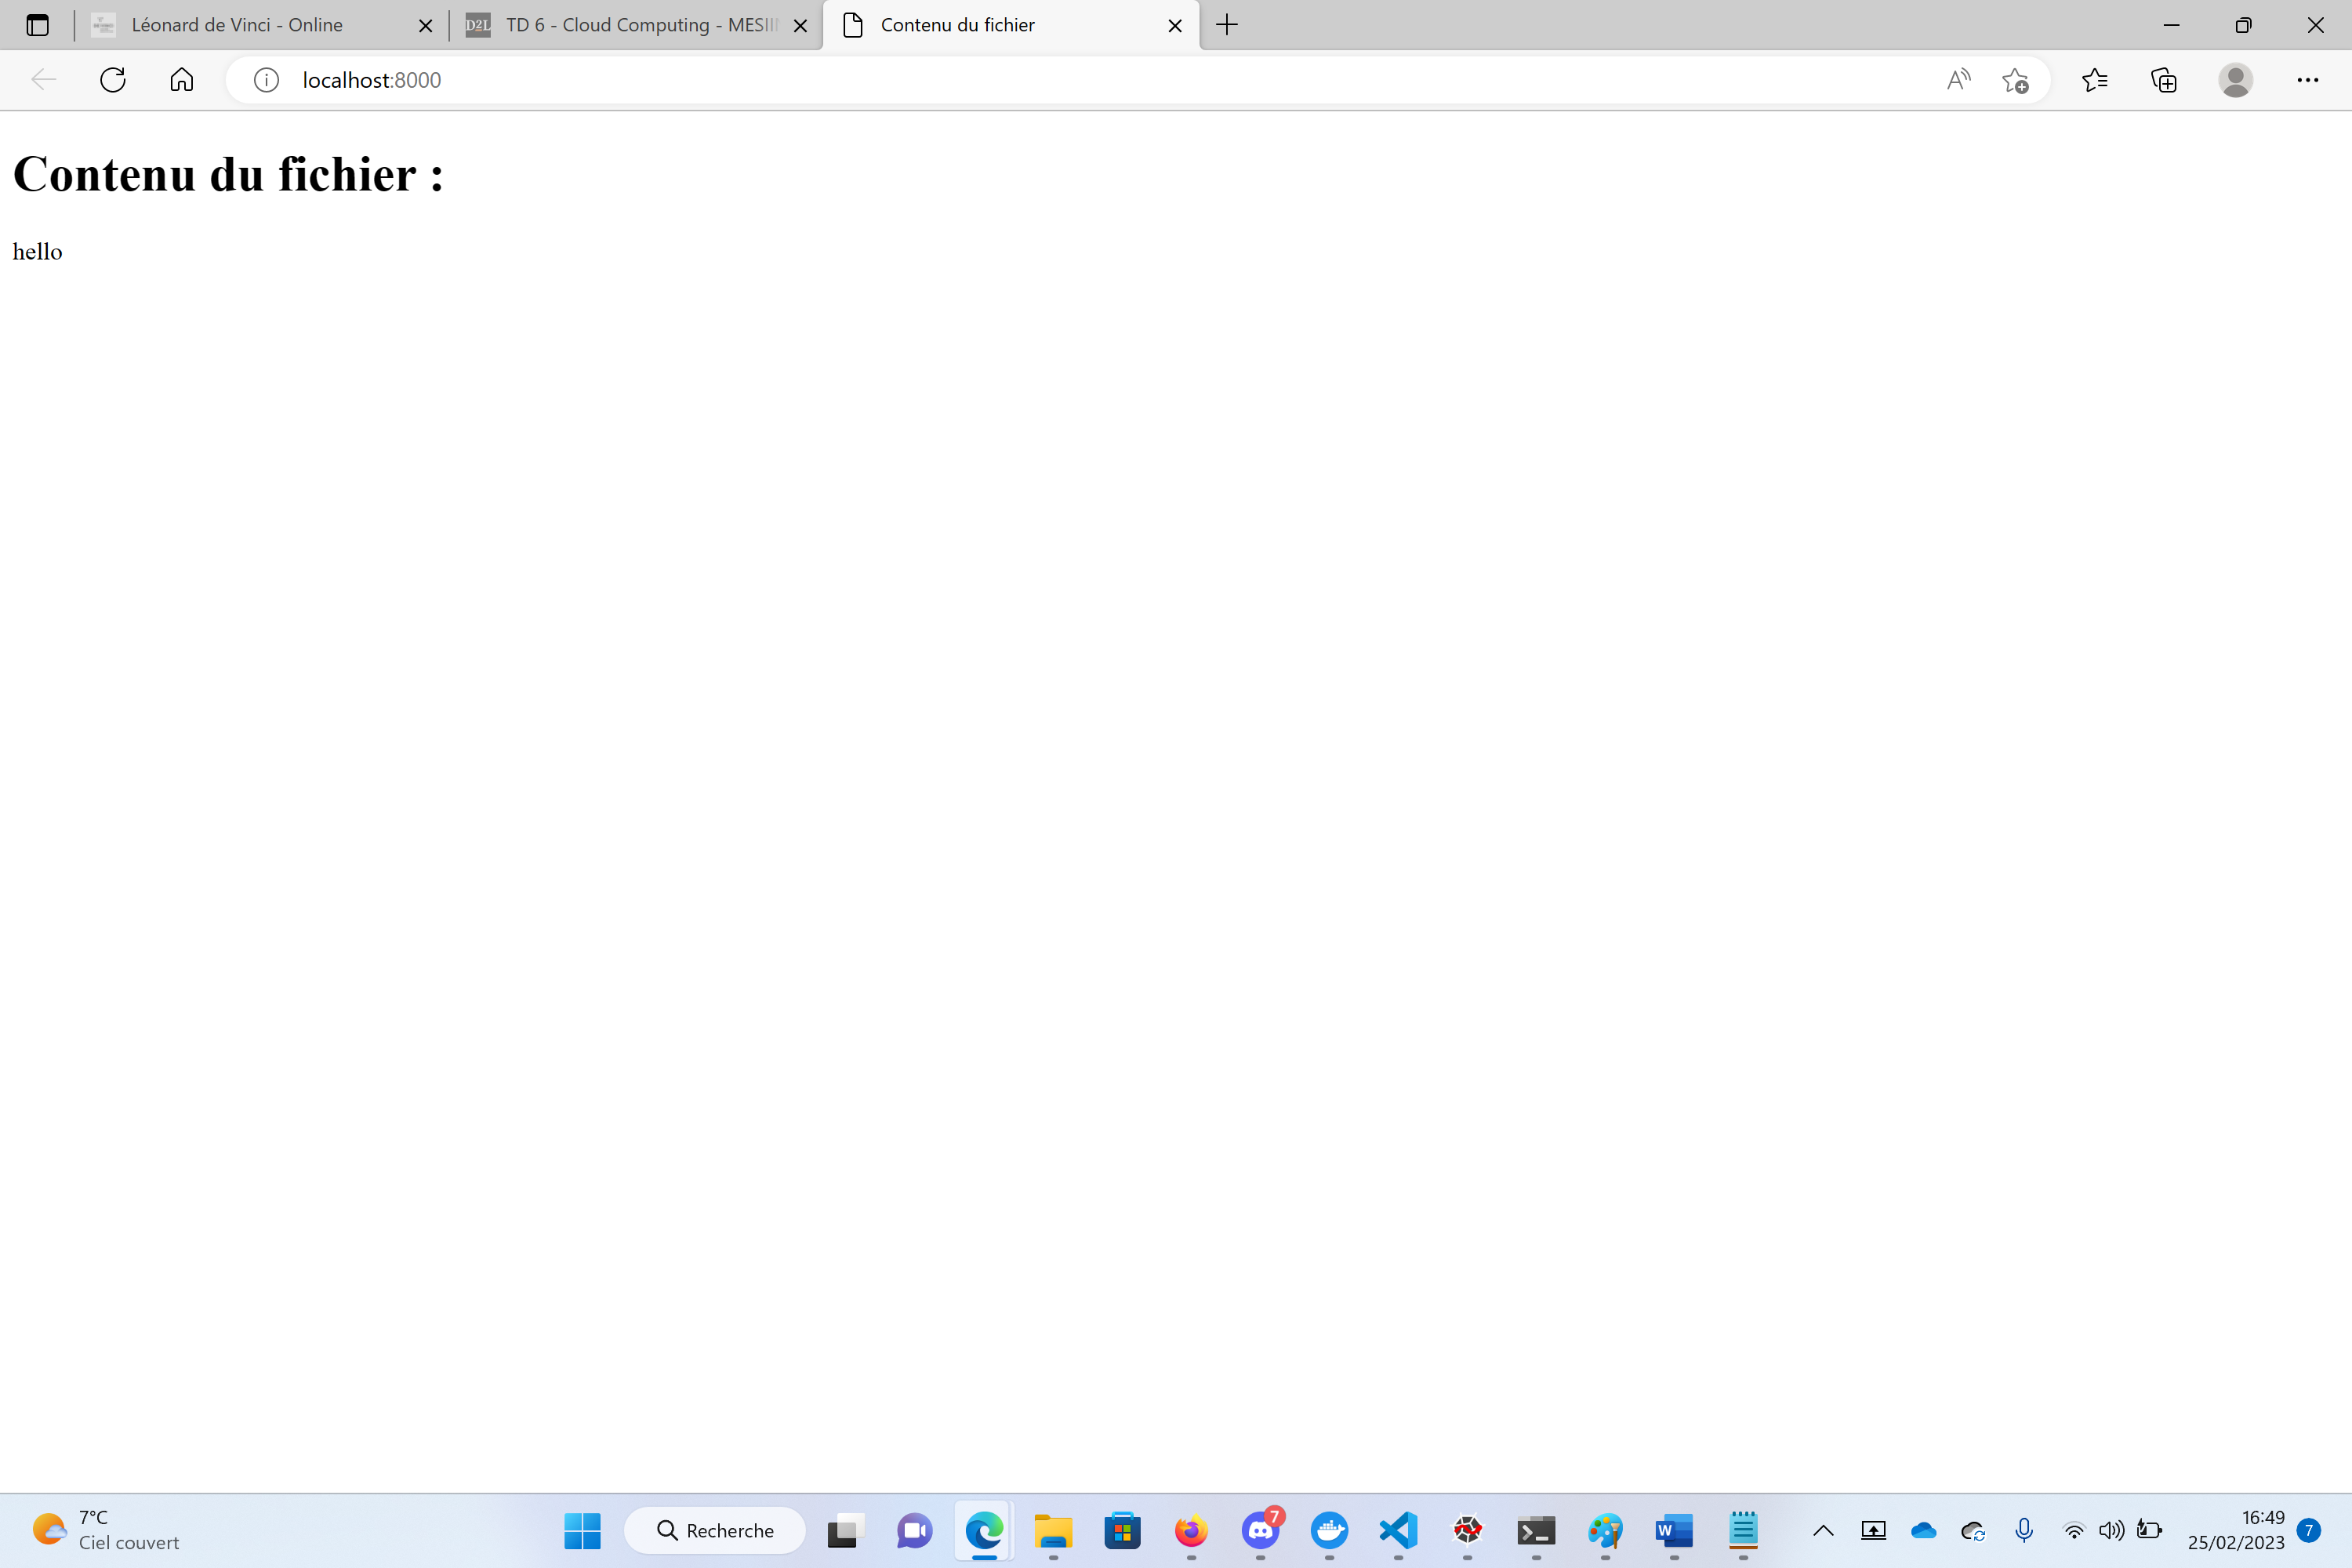 Léonard de Vinci - Online
D2L
TD 6 - Cloud Computing - MESIII
Contenu du fichier
localhost:8000
Contenu du fichier :
hello
7°C
Ciel couvert
Recherche
7
W
16:49
25/02/2023
7